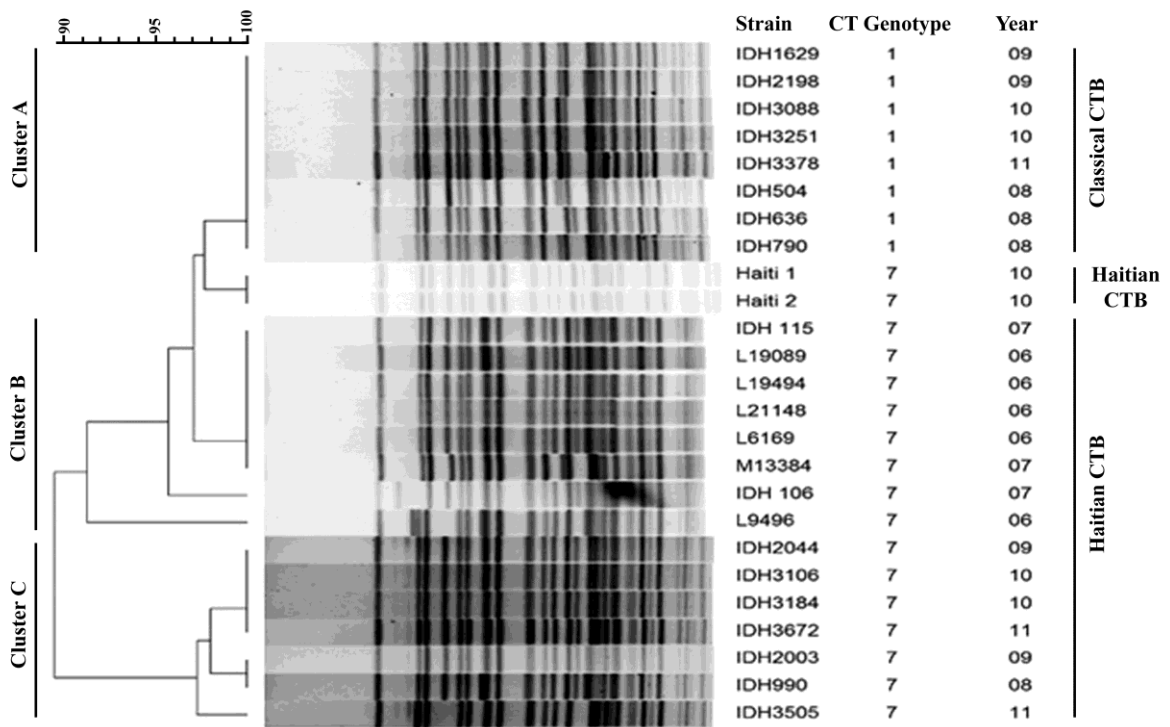 90 95 100
Strain CT Genotype Year
IDH1629 1 09
IDH2198 1 09
IDH3088 1 10
IDH3251 1 10
IDH3378 1 11
IDH504 1 08
IDH636 1 08
IDH790 1 08
Haiti 1 7 10
Haiti 2 7 10
IDH 115 7 07
L19089 7 06
L19494 7 06
L21148 7 06
L6169 7 06
M13384 7 07
IDH 106 7 07
L9496 7 06
IDH2044 7 09
IDH3106 7 10
IDH3184 7 10
IDH3672 7 11
IDH2003 7 09
IDH990 7 08
IDH3505 7 11
Cluster A
Cluster B
Cluster C
Classical CTB
Haitian
CTB
Haitian CTB